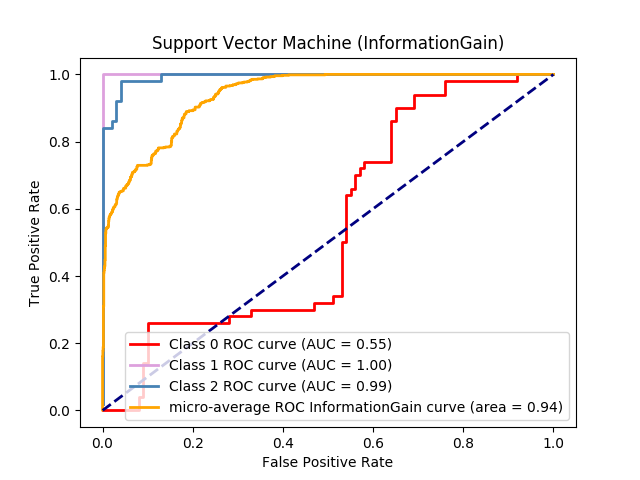 Support Vector Machine (InformationGain)
1.0
0.8
0.6
0.4
0.2
0.0
True Positive Rate
Class 0 ROC curve (AUC = 0.55)
Class 1 ROC curve (AUC = 1.00)
Class 2 ROC curve (AUC = 0.99)
micro-average ROC InformationGain curve (area = 0.94)
0.0 0.2 0.4 0.6 0.8 1.0
False Positive Rate